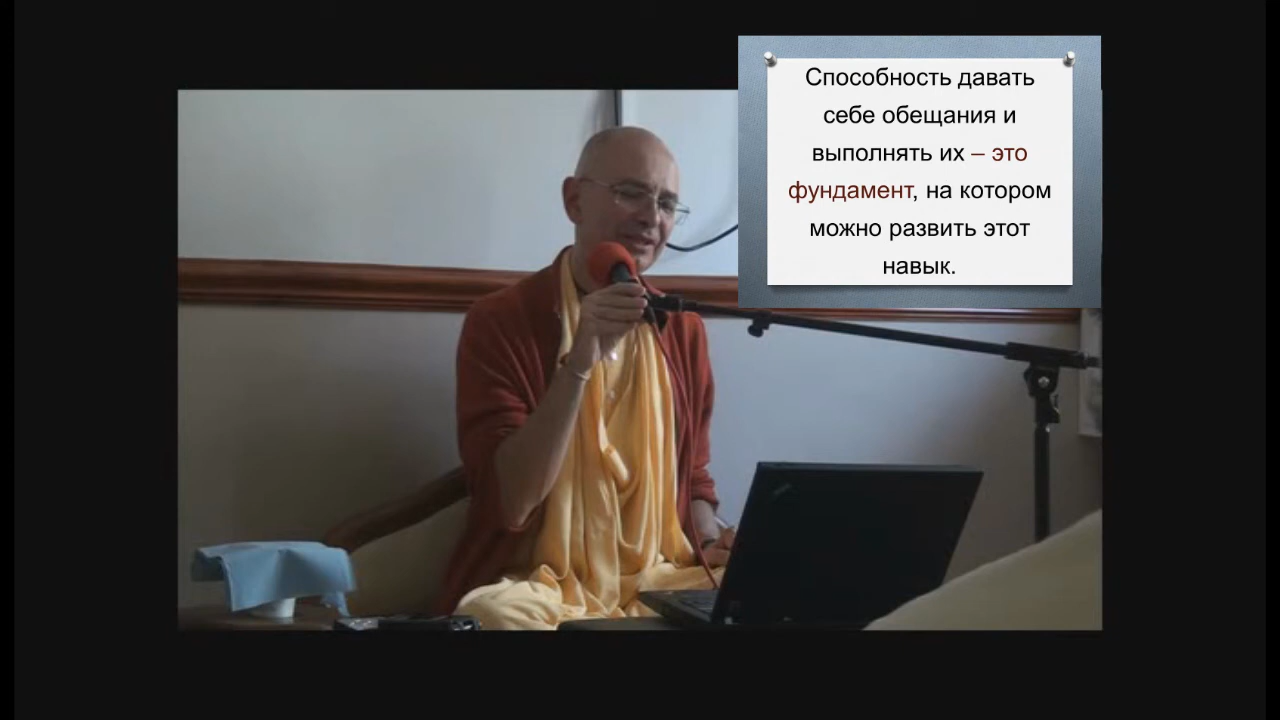 Способность давать
себе обещания и
выполнять их – это
фундамент, на котором
можно развить этот
навык.